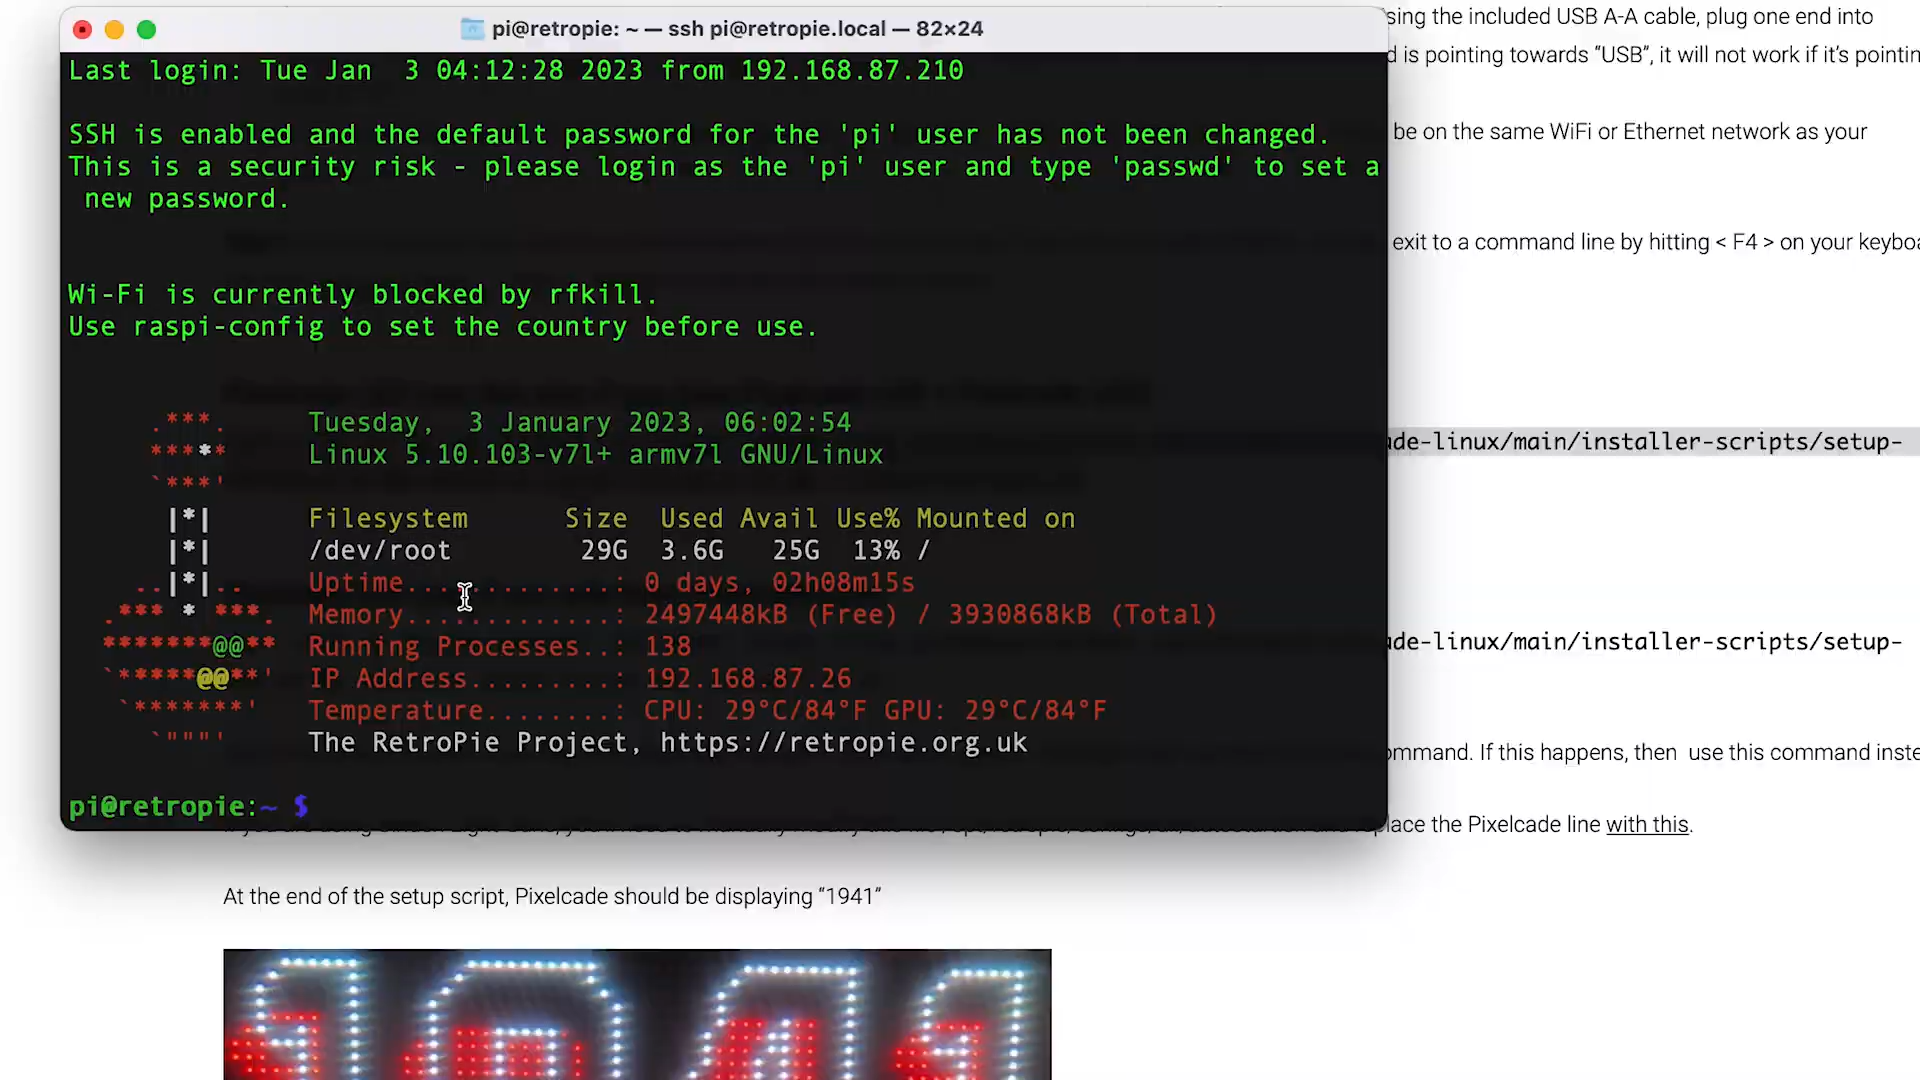 pi@retropie: ~ — ssh pi@retropie.local — 82×24
Last login: Tue Jan  3 04:12:28 2023 from 192.168.87.210
SSH is enabled and the default password for the 'pi' user has not been changed.
This is a security risk - please login as the 'pi' user and type 'passwd' to set a
new password.
Wi-Fi is currently blocked by rfkill.
Use raspi-config to set the country before use.
Tuesday,  3 January 2023, 06:02:54
Linux 5.10.103-v7l+ armv7l GNU/Linux
Filesystem      Size  Used Avail Use% Mounted on
/dev/root        29G  3.6G   25G  13% /
Uptime.............: 0 days, 02h08m15s
Memory.............: 2497448kB (Free) / 3930868kB (Total)
Running Processes..: 138
IP Address.........: 192.168.87.26
Temperature........: CPU: 29°C/84°F GPU: 29°C/84°F
The RetroPie Project, https://retropie.org.uk
pi@retropie:~ $
sing the included USB A-A cable, plug one end into
d is pointing towards “USB”, it will not work if it’s pointin
be on the same WiFi or Ethernet network as your
exit to a command line by hitting < F4 > on your keyboa
de-linux/main/installer-scripts/setup-
de-linux/main/installer-scripts/setup-
ommand. If this happens, then  use this command inste
place the Pixelcade line with this.
At the end of the setup script, Pixelcade should be displaying “1941”
1941